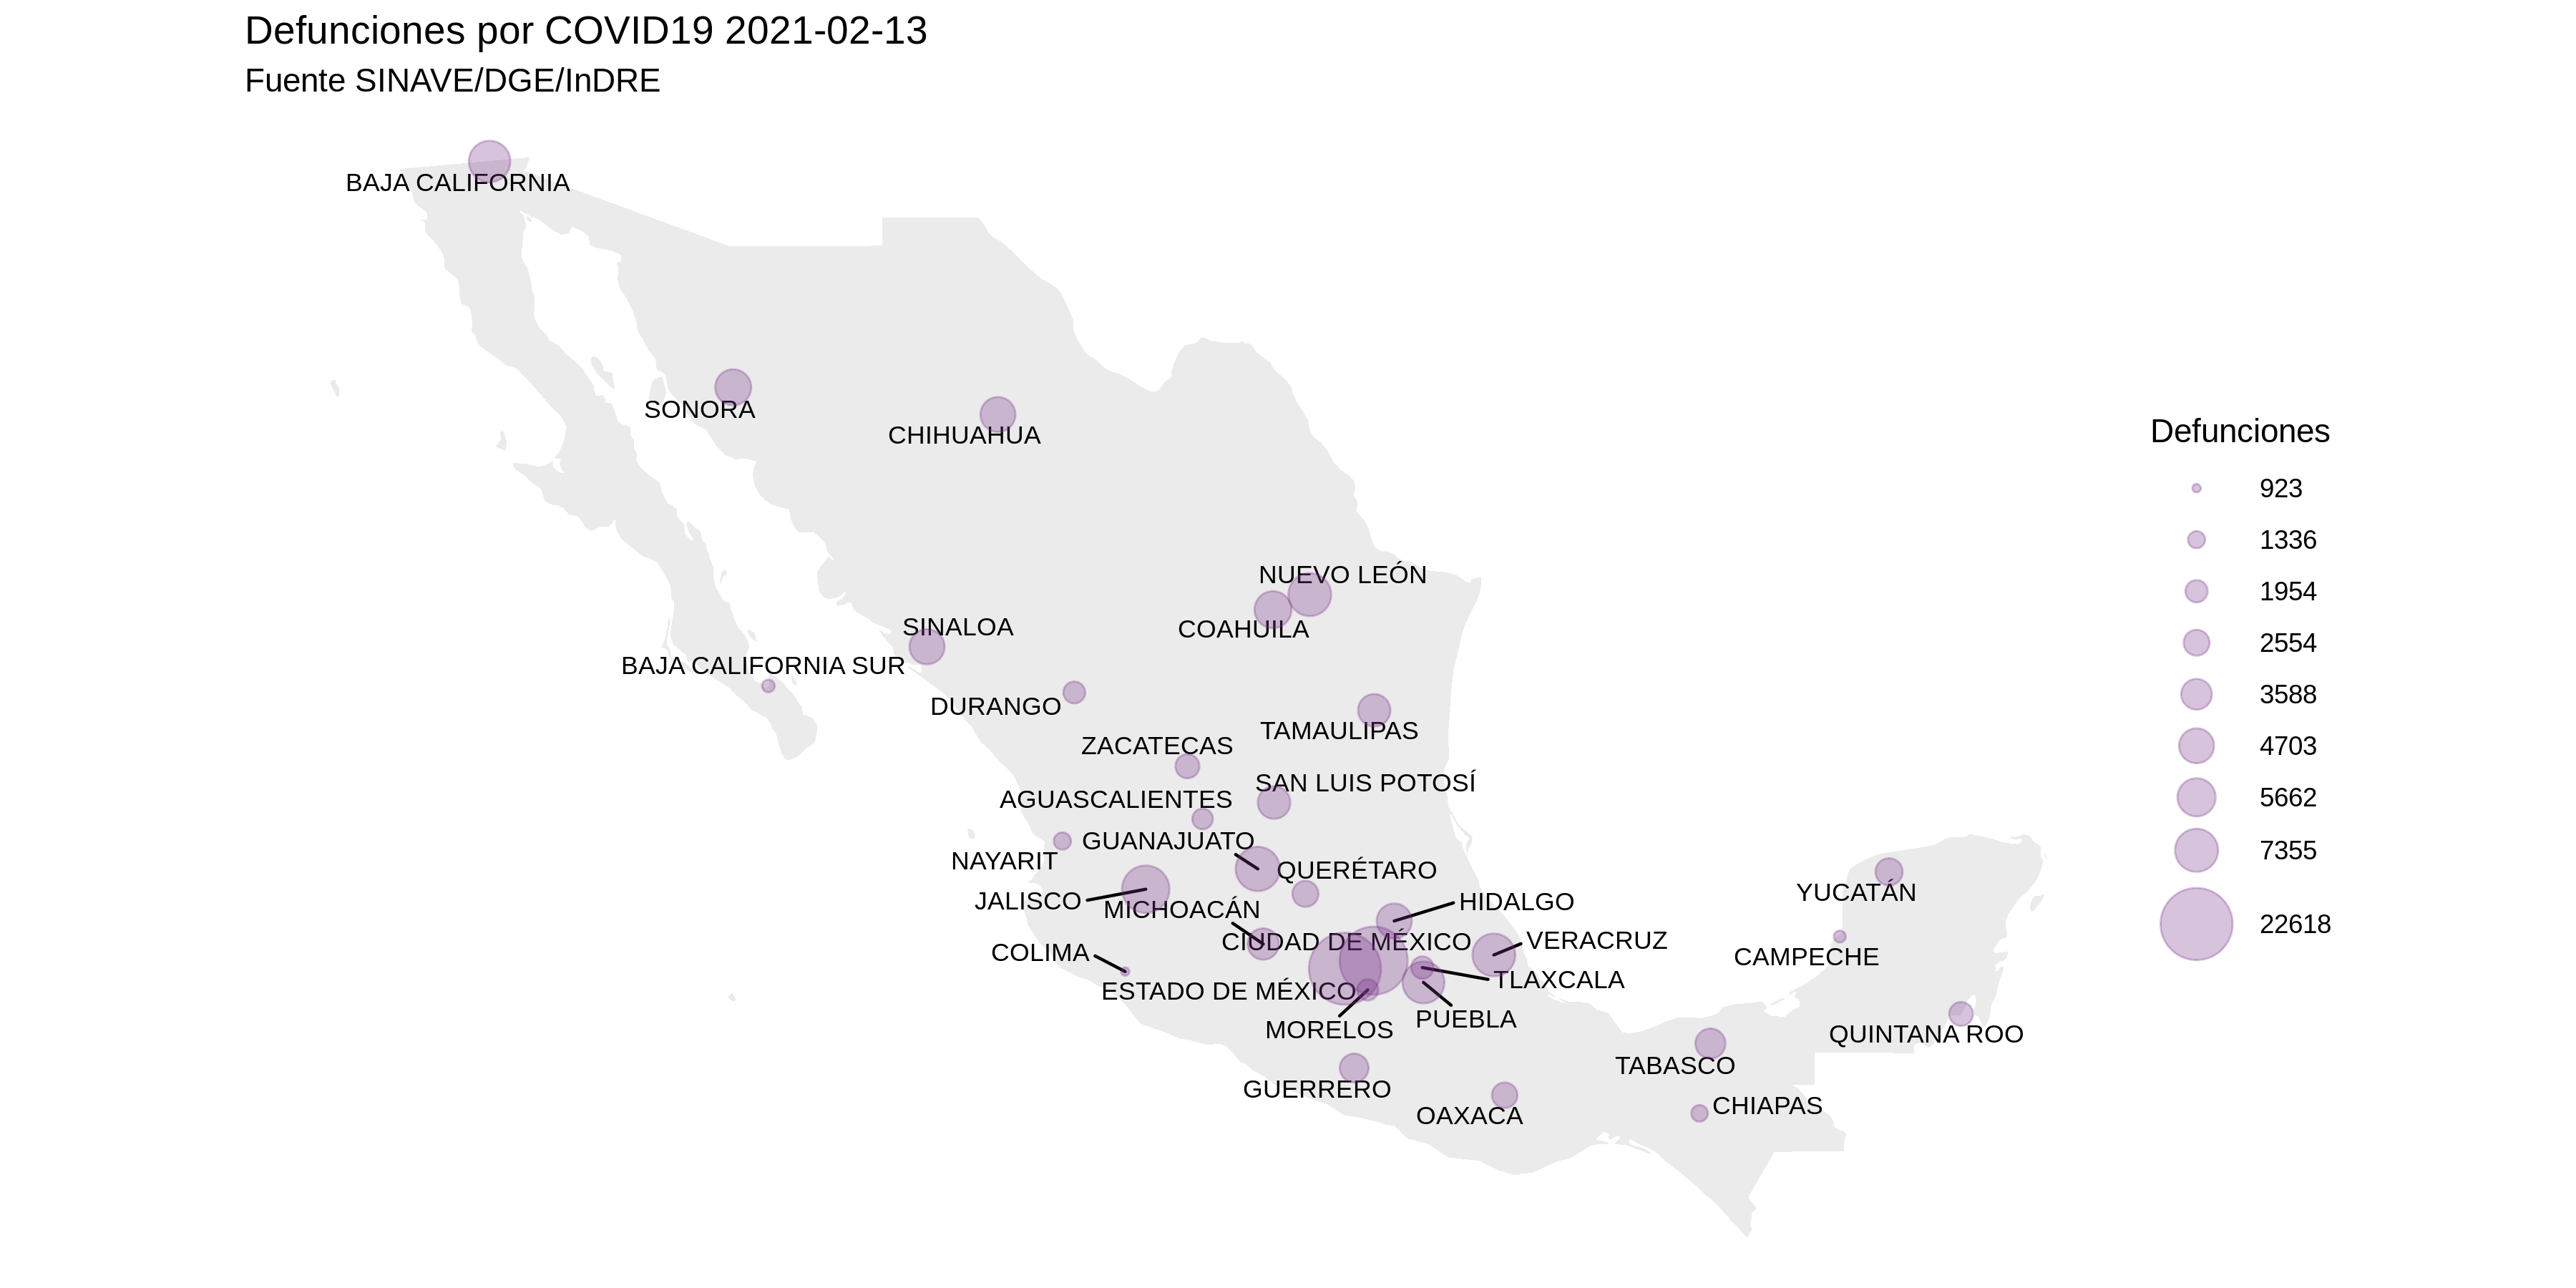 Defunciones por COVID19 2021-02-13
Fuente SINAVE/DGE/InDRE
BAJA CALIFORNIA
SONORA
CHIHUAHUA
NUEVO LEÓN
COAHUILA
SINALOA
BAJA CALIFORNIA SUR
DURANGO
TAMAULIPAS
ZACATECAS
SAN LUIS POTOSÍ
AGUASCALIENTES
GUANAJUATO
NAYARIT
QUERÉTARO
JALISCO
MICHOACÁN
HIDALGO
CIUDAD DE MÉXICO
VERACRUZ
COLIMA
TLAXCALA
ESTADO DE MÉXICO
PUEBLA
MORELOS
GUERRERO
OAXACA
YUCATÁN
CAMPECHE
QUINTANA ROO
TABASCO
CHIAPAS
Defunciones
923
1336
1954
2554
3588
4703
5662
7355
22618